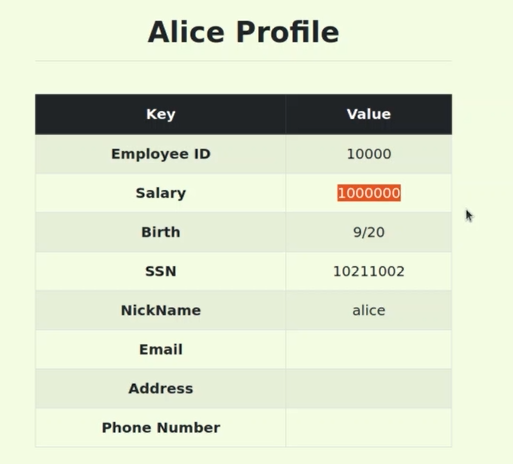 Alice Profile
Key Value
Employee ID 10000
Salary 1000000
Birth 9/20
SSN 10211002
NickName alice
Email
Address
Phone Number